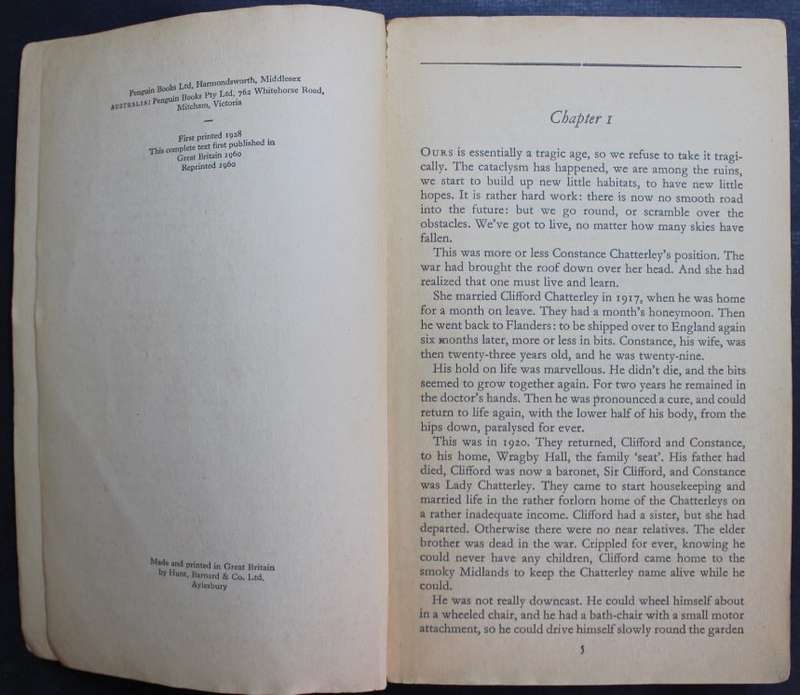 Penguin Books Ltd, Harmondsworth, Middlesex
AUSTRALIA: Penguin Books Pty Ltd, 762 Whitehorse Road,
Mitcham, Victoria
—
First printed 1928
This complete text first published in
Great Britain 1960
Reprinted 1960
Made and printed in Great Britain
by Hunt, Barnard & Co. Ltd,
Aylesbury
Chapter 1
OURS is essentially a tragic age, so we refuse to take it tragi-
cally. The cataclysm has happened, we are among the ruins,
we start to build up new little habitats, to have new little
hopes. It is rather hard work: there is now no smooth road
into the future: but we go round, or scramble over the
obstacles. We've got to live, no matter how many skies have
fallen.
This was more or less Constance Chatterley's position. The
war had brought the roof down over her head. And she had
realized that one must live and learn.
She married Clifford Chatterley in 1917, when he was home
for a month on leave. They had a month's honeymoon. Then
he went back to Flanders: to be shipped over to England again
six months later, more or less in bits. Constance, his wife, was
then twenty-three years old, and he was twenty-nine.
His hold on life was marvellous. He didn't die, and the bits
seemed to grow together again. For two years he remained in
the doctor's hands. Then he was pronounced a cure, and could
return to life again, with the lower half of his body, from the
hips down, paralysed for ever.
This was in 1920. They returned, Clifford and Constance,
to his home, Wragby Hall, the family 'seat'. His father had
died, Clifford was now a baronet, Sir Clifford, and Constance
was Lady Chatterley. They came to start housekeeping and
married life in the rather forlorn home of the Chatterleys on
a rather inadequate income. Clifford had a sister, but she had
departed. Otherwise there were no near relatives. The elder
brother was dead in the war. Crippled for ever, knowing he
could never have any children, Clifford came home to the
smoky Midlands to keep the Chatterley name alive while he
could.
He was not really downcast. He could wheel himself about
in a wheeled chair, and he had a bath-chair with a small motor
attachment, so he could drive himself slowly round the garden
5